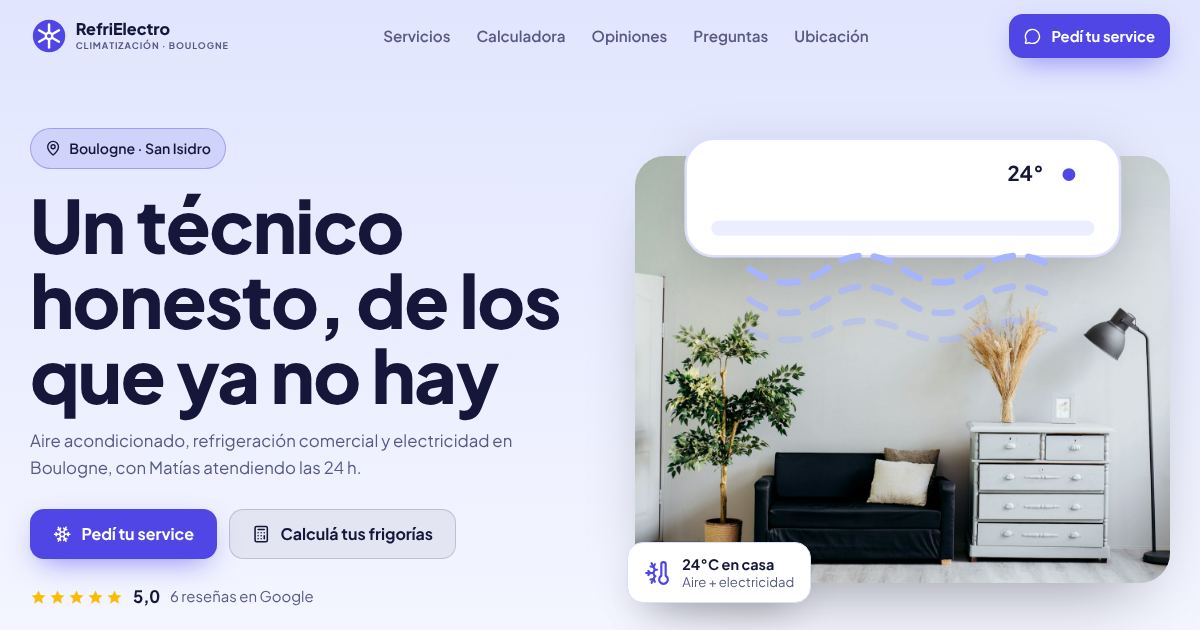 RefriElectro
CLIMATIZACIÓN · BOULOGNE
Servicios
Calculadora
Opiniones
Preguntas
Ubicación
Pedí tu service
Boulogne · San Isidro
Un técnico
honesto, de los
que ya no hay
Aire acondicionado, refrigeración comercial y electricidad en
Boulogne, con Matías atendiendo las 24 h.
Pedí tu service
Calculá tus frigorías
5,0 6 reseñas en Google
24°
24°C en casa
Aire + electricidad